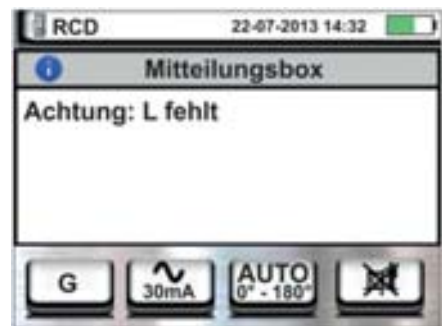 RCD 22-07-2013 14:32
Mitteilungsbox
Achtung: L fehlt
G 30mA AUTO 0° - 180°